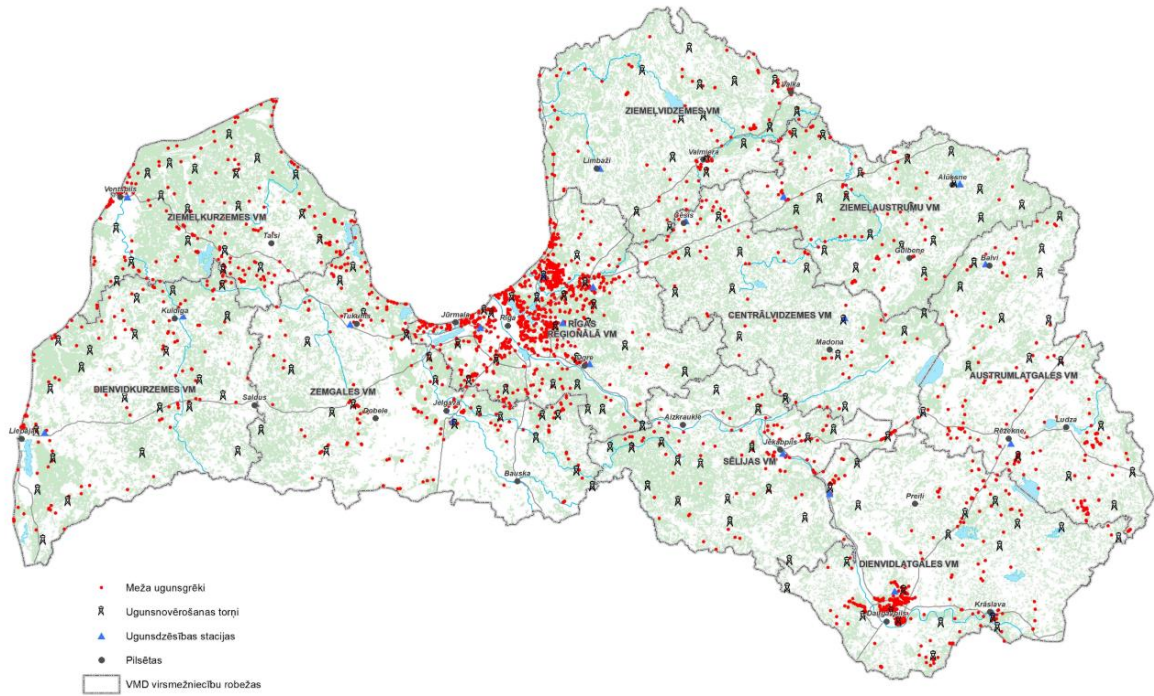 Valka
ZIEMEĻVIDZEMES VM
Valmiera
Limbaži
Alūksne
Ventspils
ZIEMEĻKURZEMES VM
ZIEMEĻAUSTRUMU VM
Cēsis
Talsi
Gulbene
Balvi
Kuldīga
Tukums
Jūrmala
Rīga
RĪGAS
REGIONĀLĀ VM
CENTRĀLVIDZEMES VM
Madona
Ogre
DIENVIDKURZEMES VM
ZEMGALES VM
AUSTRUMLATGALES VM
Saldus
Dobele
Jelgava
Aizkraukle
Ludza
Liepāja
Rēzekne
Jēkabpils
SĒLIJAS VM
Bauska
Preiļi
DIENVIDLATGALES VM
Krāslava
Daugavpils
Meža ugunsgrēki
Ugunsnovērošanas torņi
Ugunsdzēsības stacijas
Pilsētas
VMD virsmežniecību robežas